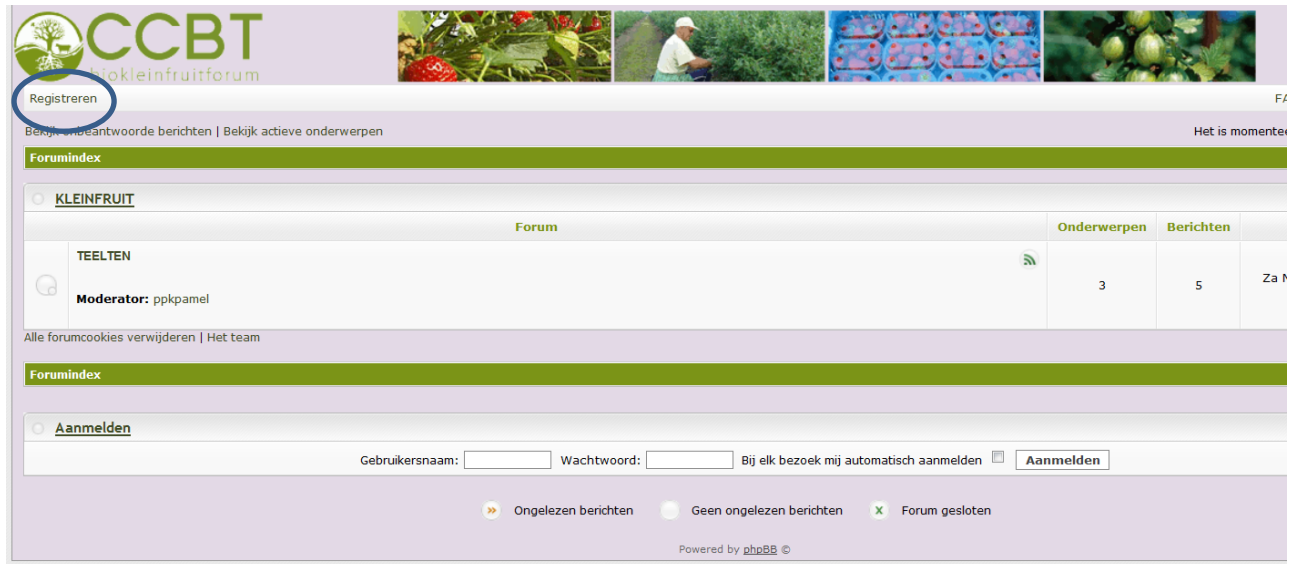 CCBT
biokleinfruitforum
Registreren
FA
Bekijk onbeantwoorde berichten | Bekijk actieve onderwerpen
Het is momentee
Forumindex
KLEINFRUIT
Forum Onderwerpen Berichten
TEELTEN
Moderator: ppkpamel
3 5 Za N
Alle forumcookies verwijderen | Het team
Forumindex
Aanmelden
Gebruikersnaam: Wachtwoord: Bij elk bezoek mij automatisch aanmelden Aanmelden
Ongelezen berichten Geen ongelezen berichten x Forum gesloten
Powered by phpBB ©